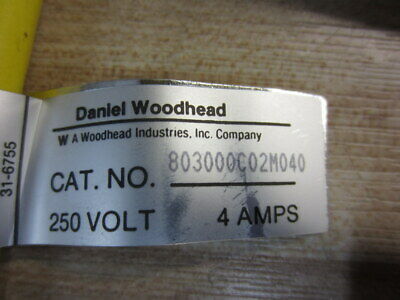 Daniel Woodhead
W A Woodhead Industries, Inc. Company
CAT. NO. 803000C02M040
250 VOLT 4 AMPS
31-6755